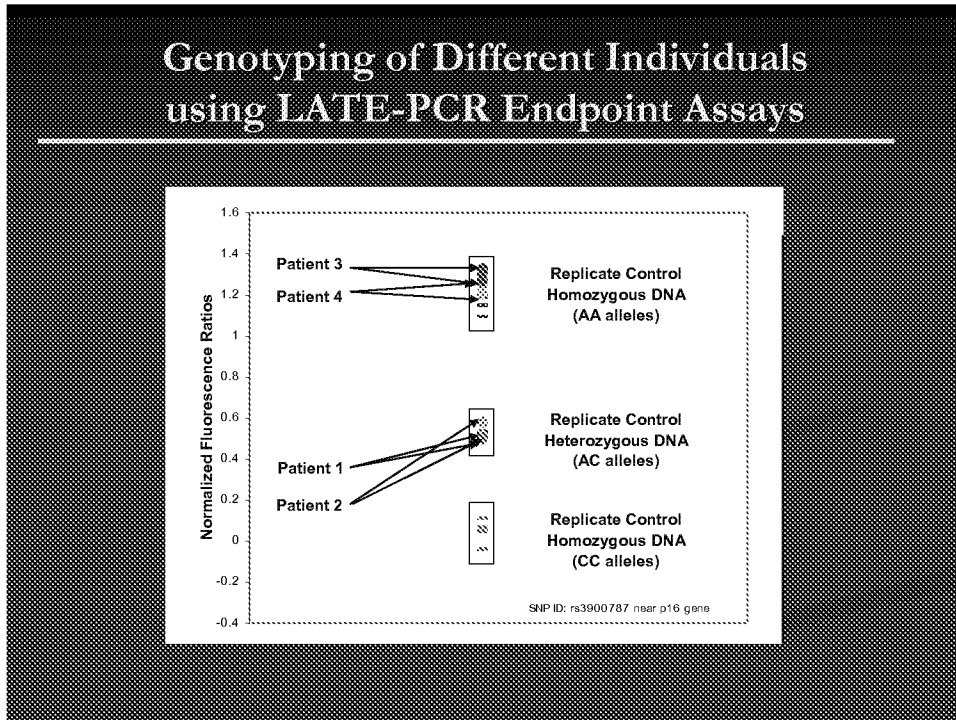 Genotyping of Different Individuals
using LATE-PCR Endpoint Assays
Normalized Fluorescence Ratios
1.6
1.4
1.2
1
0.8
0.6
0.4
0.2
0
-0.2
-0.4
Patient 3
Patient 4
Patient 1
Patient 2
Replicate Control
Homozygous DNA
(AA alleles)
Replicate Control
Heterozygous DNA
(AC alleles)
Replicate Control
Homozygous DNA
(CC alleles)
SNP ID: rs3900787 near p16 gene